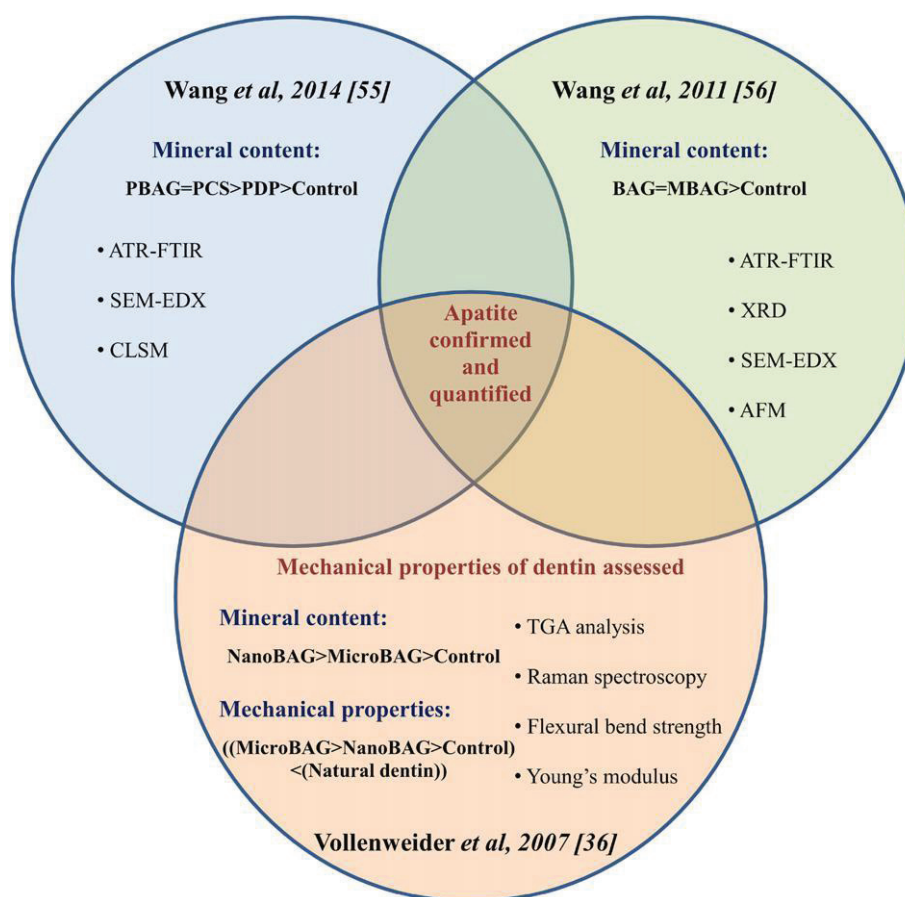 Wang et al, 2014 [55]
Mineral content:
PBAG=PCS>PDP>Control
• ATR-FTIR
• SEM-EDX
• CLSM
Wang et al, 2011 [56]
Mineral content:
BAG=MBAG>Control
• ATR-FTIR
• XRD
• SEM-EDX
• AFM
Apatite
confirmed
and
quantified
Mechanical properties of dentin assessed
Mineral content:
NanoBAG>MicroBAG>Control
Mechanical properties:
((MicroBAG>NanoBAG>Control)
<(Natural dentin))
• TGA analysis
• Raman spectroscopy
• Flexural bend strength
• Young's modulus
Vollenweider et al, 2007 [36]